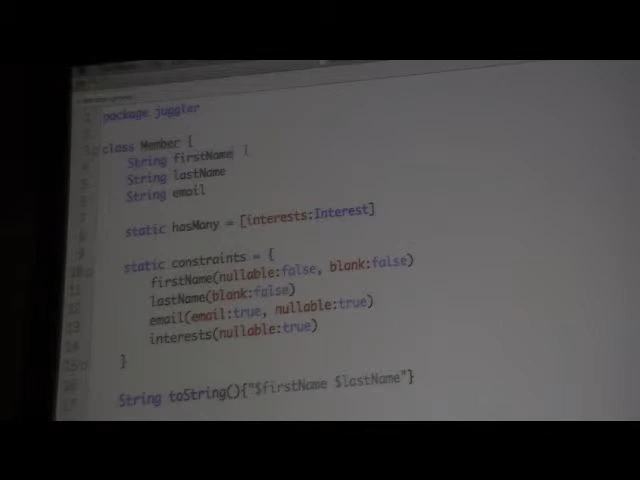 package juggler
class Member {
String firstName
String lastName
String email
static hasMany = [interests:Interest]
static constraints = {
firstName(nullable:false, blank:false)
lastName(blank:false)
email(email:true, nullable:true)
interests(nullable:true)
}
String toString(){"$firstName $lastName"}